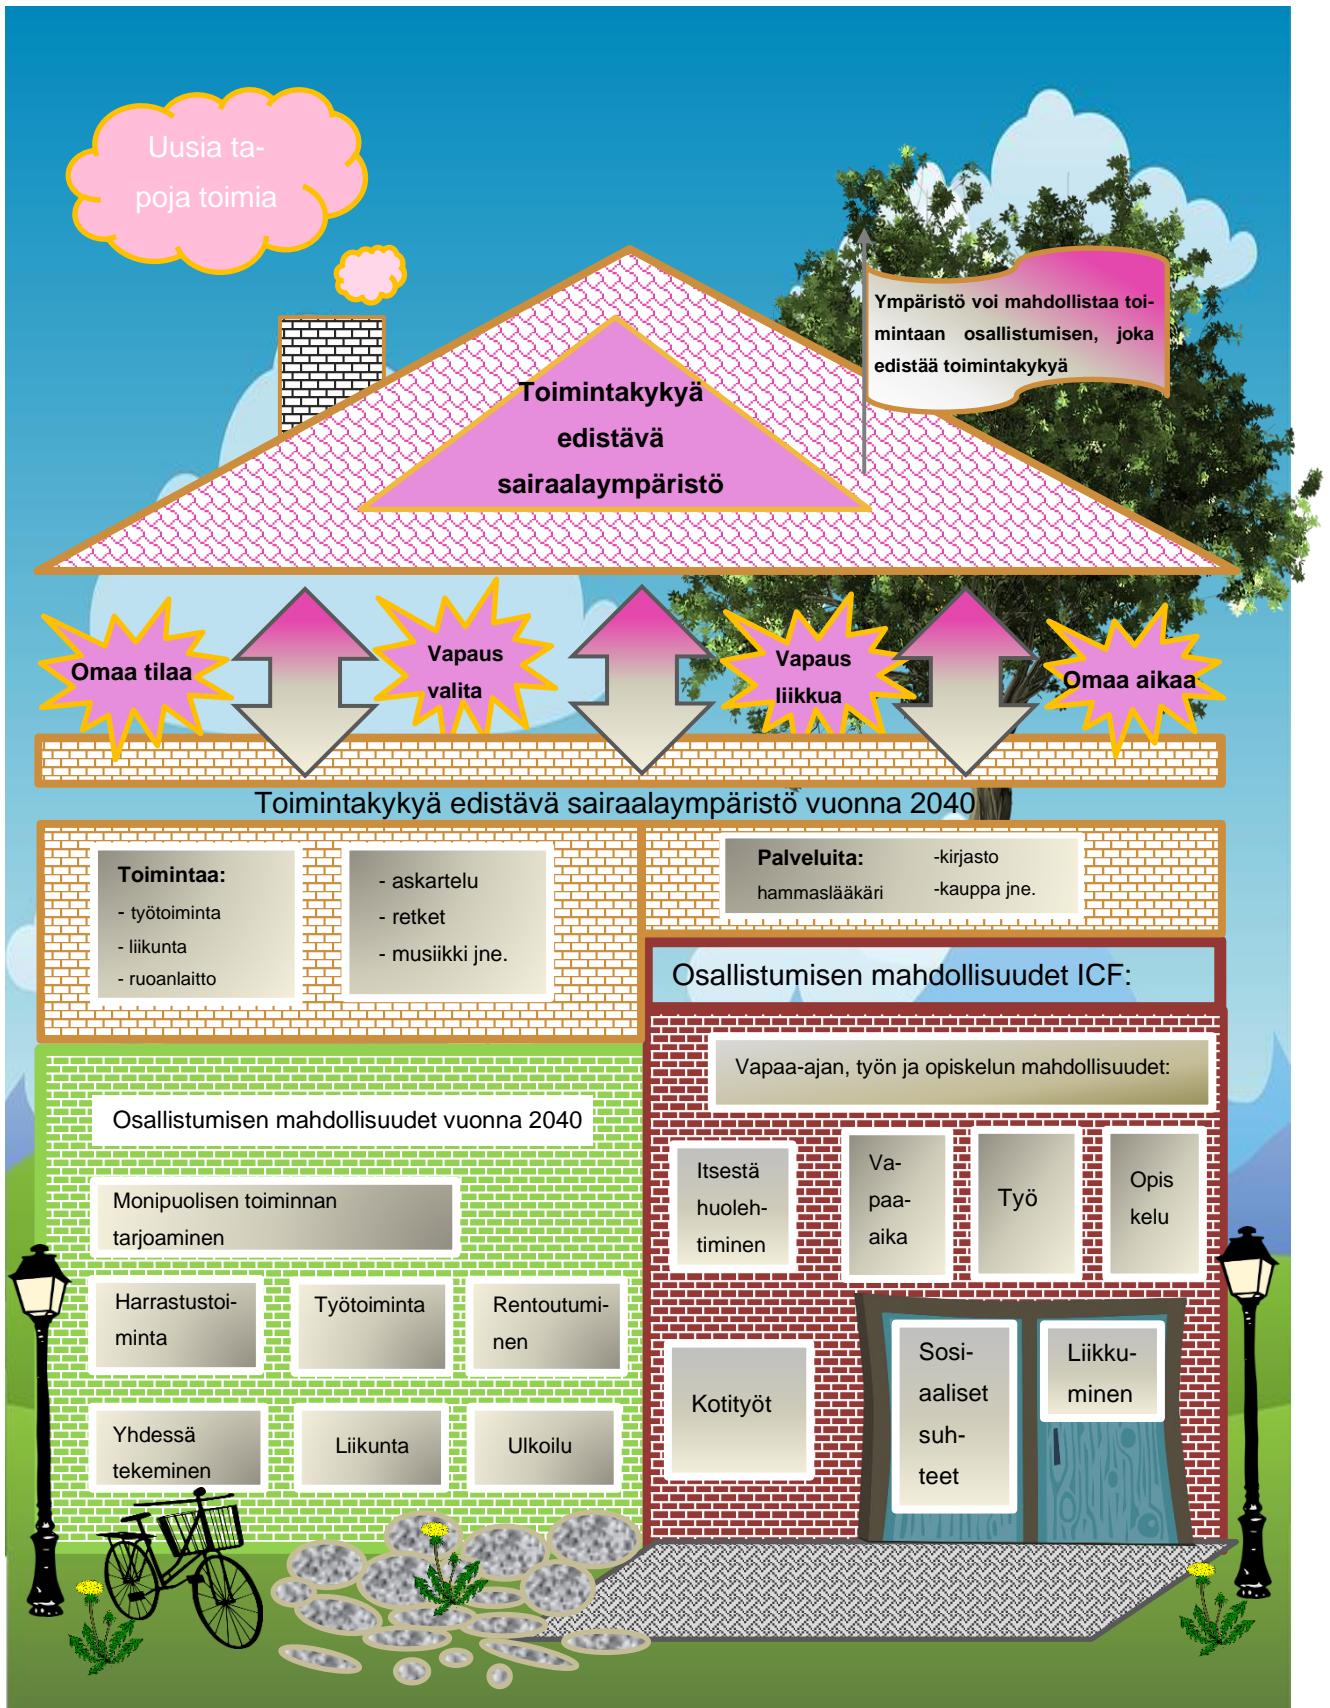 Uusia ta-
poja toimia
Ympäristö voi mahdollistaa toi-
mintaan osallistumisen, joka
edistää toimintakykyä
Toimintakykyä
edistävä
sairaalaympäristö
Omaa tilaa
Vapaus
valita
Vapaus
liikkua
Omaa aikaa
Toimintakykyä edistävä sairaalaympäristö vuonna 2040
Toimintaa:
- työtoiminta
- liikunta
- ruoanlaitto
- askartelu
- retket
- musiikki jne.
Palveluita:
hammaslääkäri
-kirjasto
-kauppa jne.
Osallistumisen mahdollisuudet ICF:
Vapaa-ajan, työn ja opiskelun mahdollisuudet:
Itsestä
huoleh-
timinen
Va-
paa-
aika
Työ
Opis
kelu
Kotityöt
Sosi-
aaliset
suh-
teet
Liikku-
minen
Osallistumisen mahdollisuudet vuonna 2040
Monipuolisen toiminnan
tarjoaminen
Harrastustoi-
minta
Työtoiminta
Rentoutumi-
nen
Yhdessä
tekeminen
Liikunta
Ulkoilu